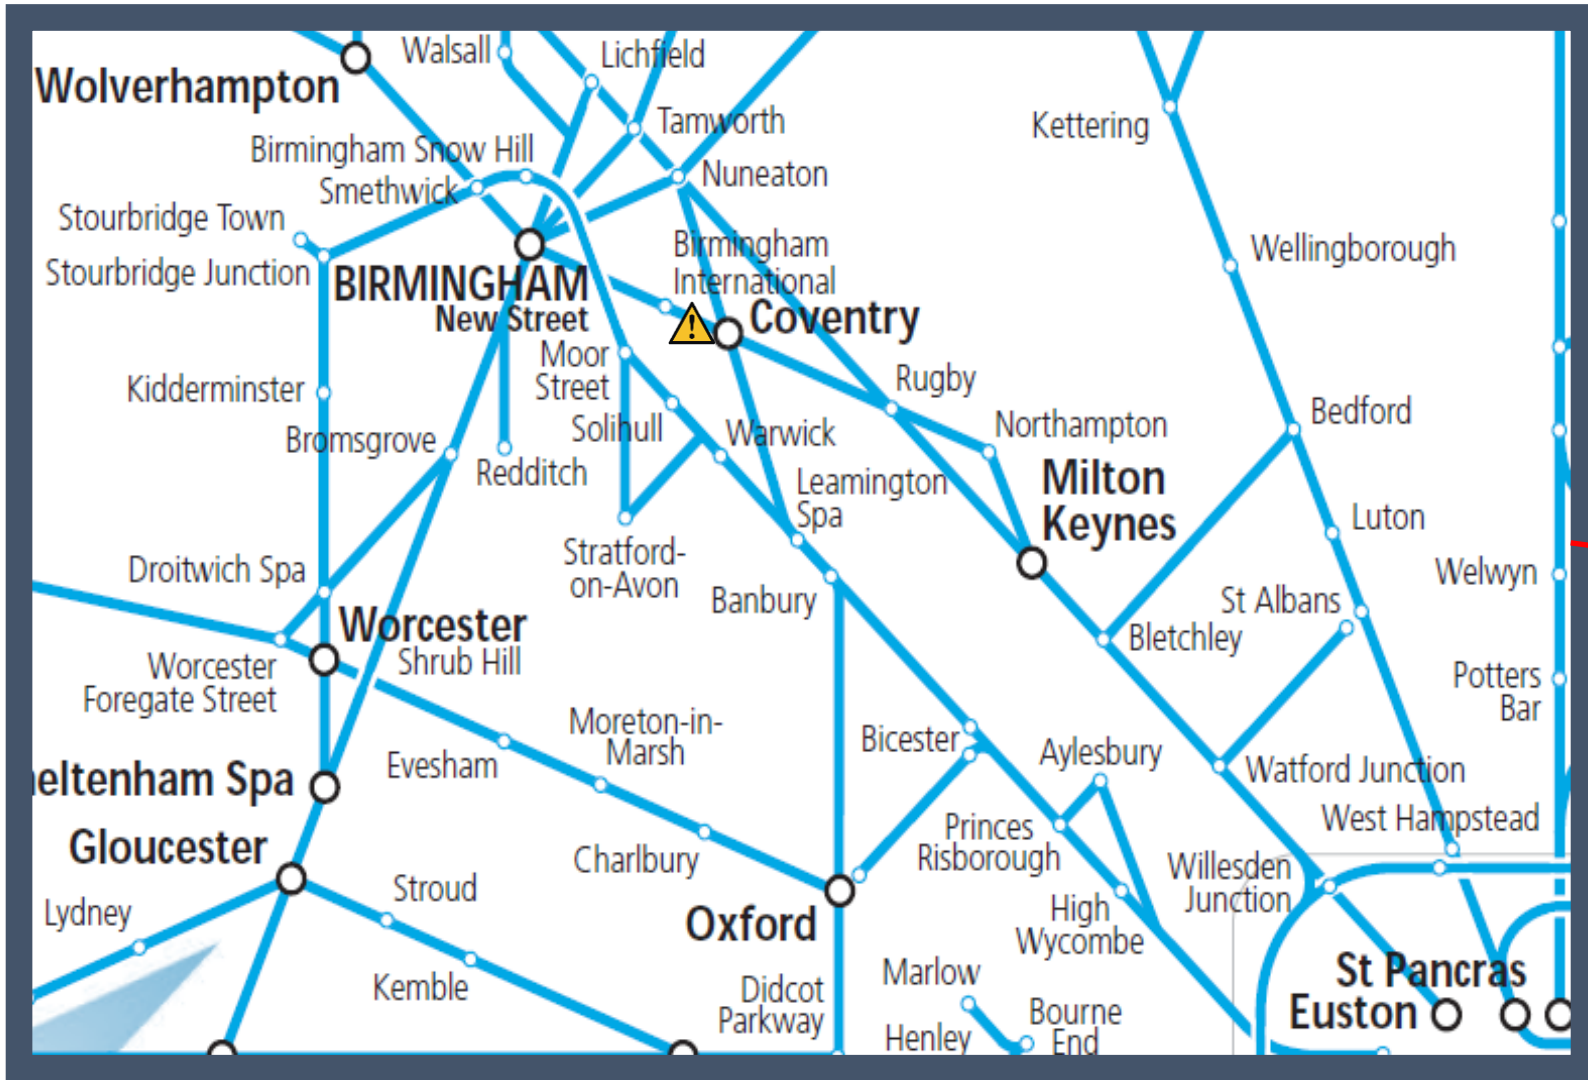 Walsall
Lichfield
Wolverhampton
Tamworth
Kettering
Birmingham Snow Hill
Smethwick
Nuneaton
Stourbridge Town
Stourbridge Junction
Birmingham
International
Wellingborough
BIRMINGHAM
New Street
Coventry
Moor
Street
Rugby
Kidderminster
Bedford
Bromsgrove
Solihull
Warwick
Northampton
Redditch
Leamington
Spa
Milton
Keynes
Luton
Stratford-
on-Avon
Droitwich Spa
Welwyn
Banbury
St Albans
Worcester
Shrub Hill
Bletchley
Worcester
Foregate Street
Potters
Bar
Moreton-in-
Marsh
Bicester
Aylesbury
Evesham
Watford Junction
eltenham Spa
West Hampstead
Princes
Risborough
Gloucester
Charlbury
Willesden
Junction
Stroud
Lydney
High
Wycombe
Oxford
Kemble
Marlow
St Pancras
Didcot
Parkway
Euston
Bourne
End
Henley